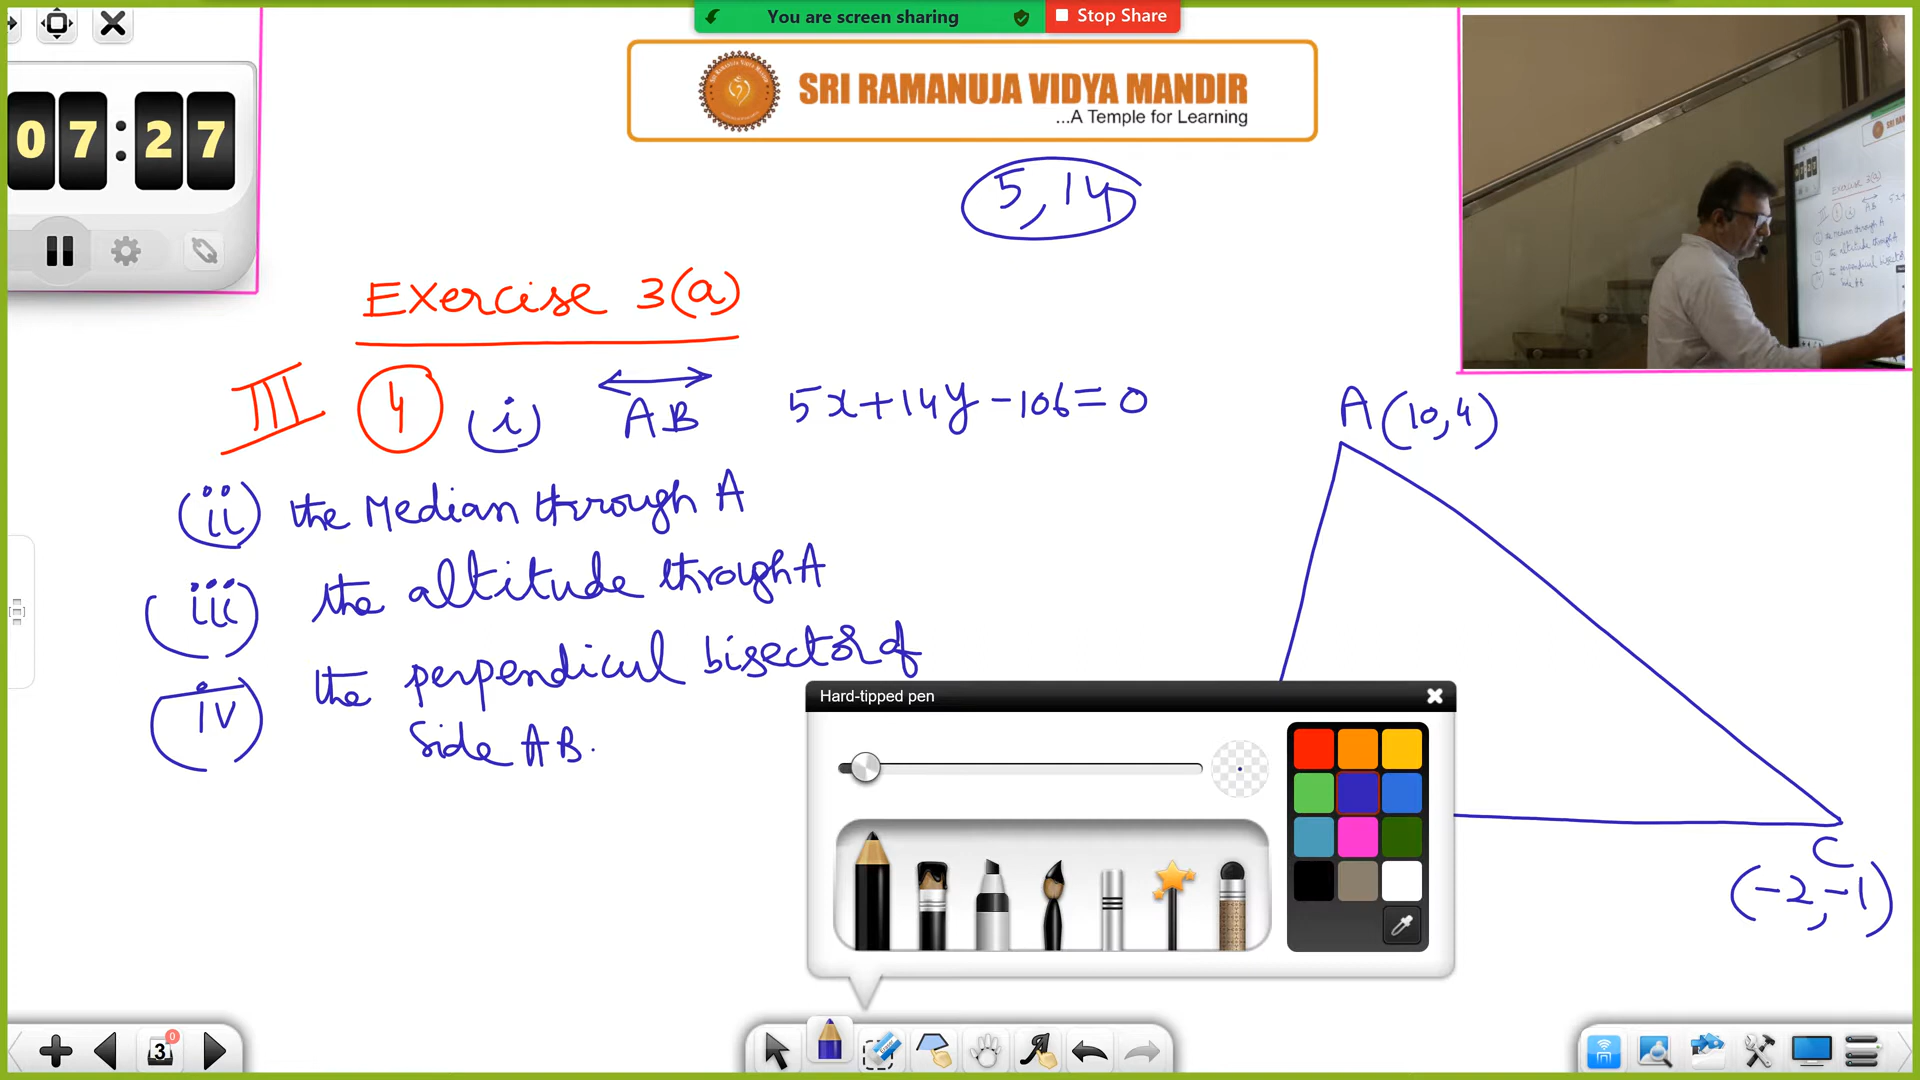 You are screen sharing
Stop Share
07:27
SRI RAMANUJA VIDYA MANDIR
...A Temple for Learning
5, 14
Exercise 3(a)
III 4 (i) AB 5x+14y-106=0
A(10,4)
(ii) the Median through A
(iii) the altitude through A
(iv) the perpendicul bisector of
side AB.
Hard-tipped pen
C
(-2,-1)
3
0